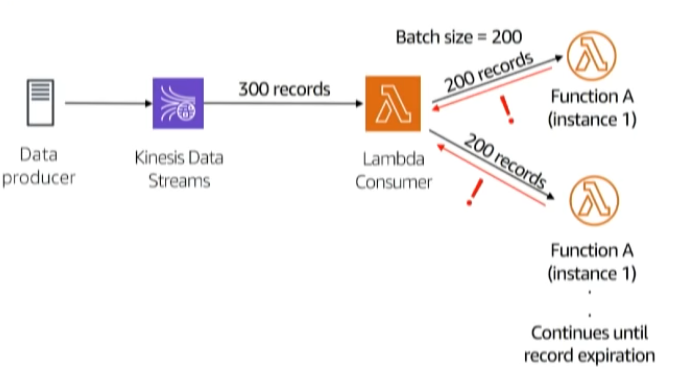 Batch size = 200
200 records
!
Function A
(instance 1)
300 records
Data
producer
Kinesis Data
Streams
Lambda
Consumer
200 records
!
Function A
(instance 1)
.
.
Continues until
record expiration